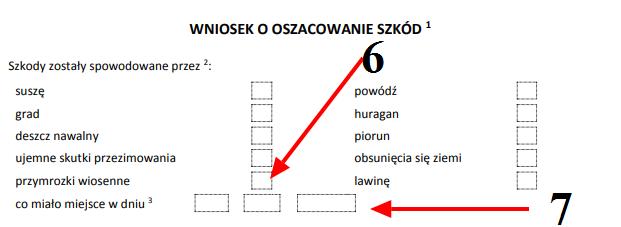 WNIOSEK O OSZACOWANIE SZKÓD 1
6
Szkody zostały spowodowane przez 2:
suszę powódź
grad huragan
deszcz nawalny piorun
ujemne skutki przezimowania obsunięcia się ziemi
przymrozki wiosenne lawinę
co miało miejsce w dniu 3
7